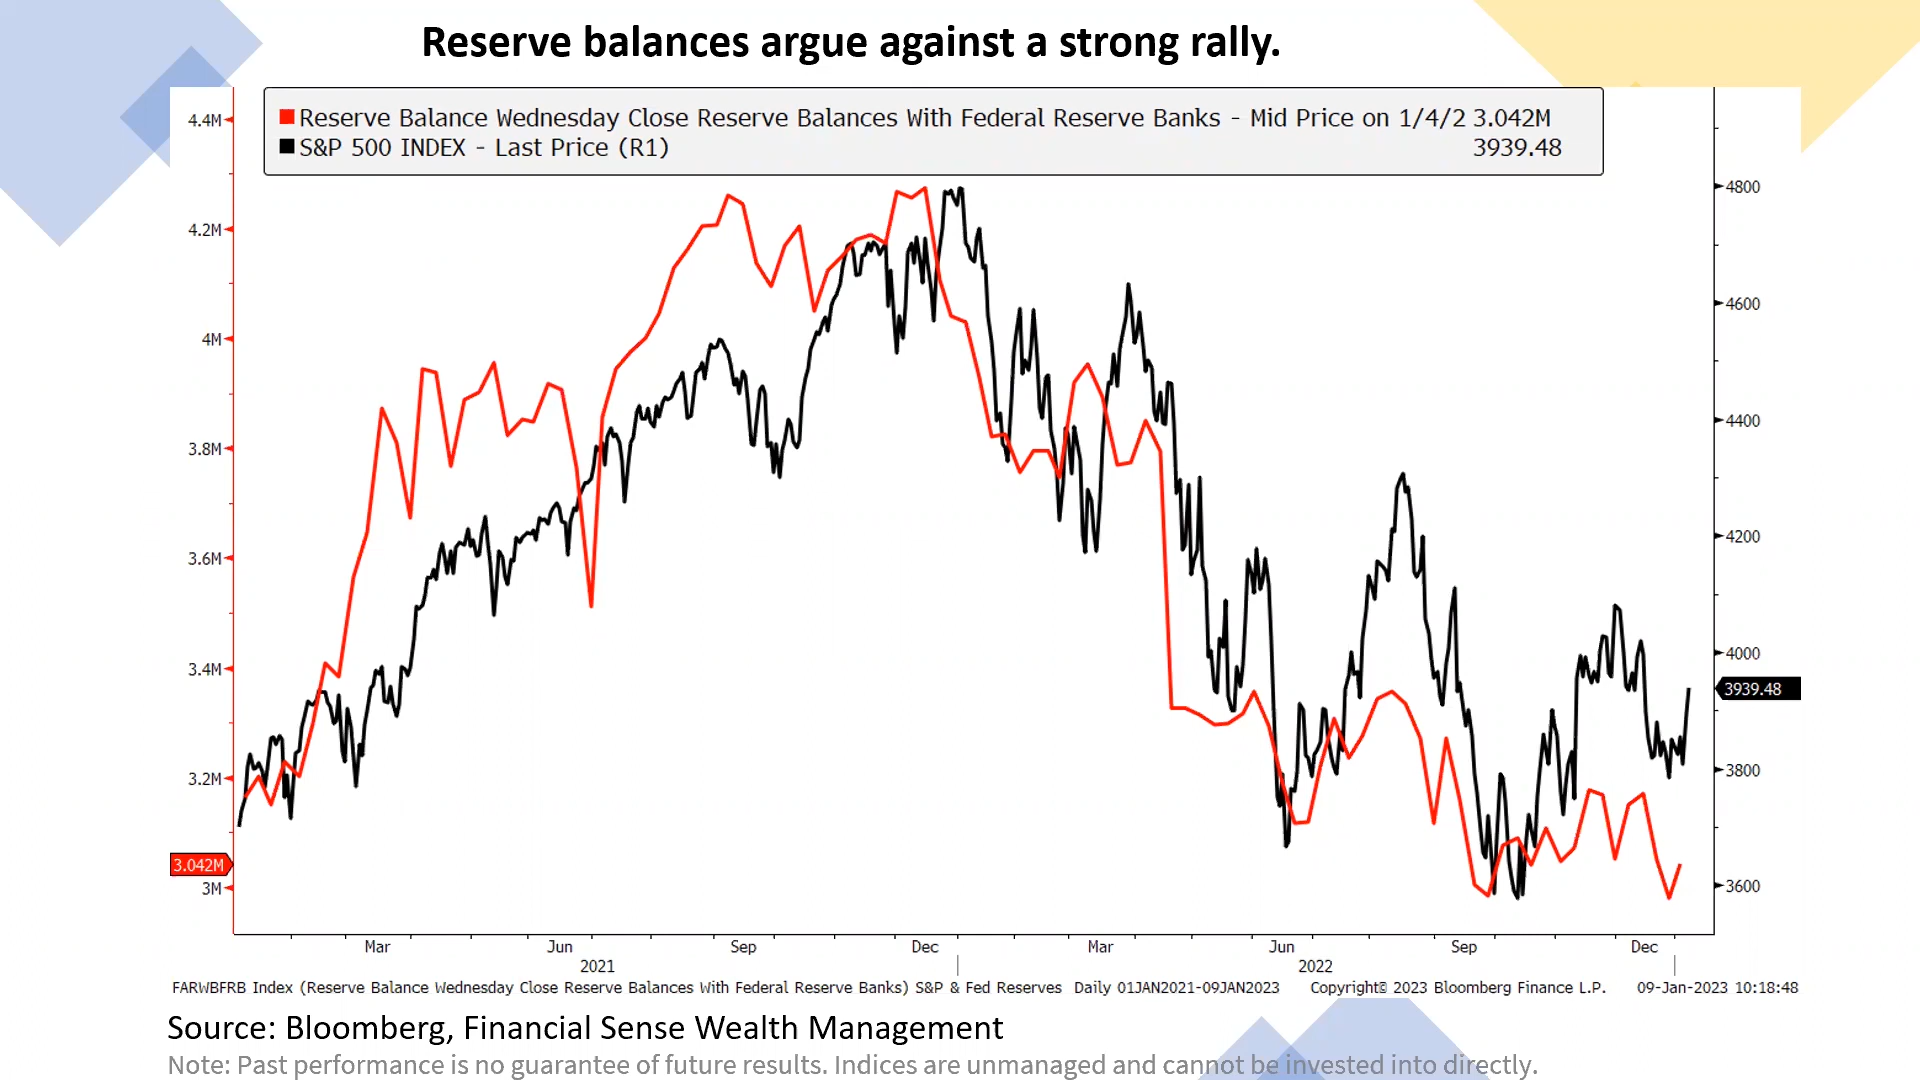 Reserve balances argue against a strong rally.
Reserve Balance Wednesday Close Reserve Balances With Federal Reserve Banks - Mid Price on 1/4/2 3.042M
S&P 500 INDEX - Last Price (R1) 3939.48
4.4M
4.2M
4M
3.8M
3.6M
3.4M
3.2M
3.042M
3M
4800
4600
4400
4200
4000
3939.48
3800
3600
Mar Jun Sep Dec Mar Jun Sep Dec
2021 2022
FARWBFRB Index (Reserve Balance Wednesday Close Reserve Balances With Federal Reserve Banks) S&P & Fed Reserves Daily 01JAN2021-09JAN2023 Copyright© 2023 Bloomberg Finance L.P. 09-Jan-2023 10:18:48
Source: Bloomberg, Financial Sense Wealth Management
Note: Past performance is no guarantee of future results. Indices are unmanaged and cannot be invested into directly.